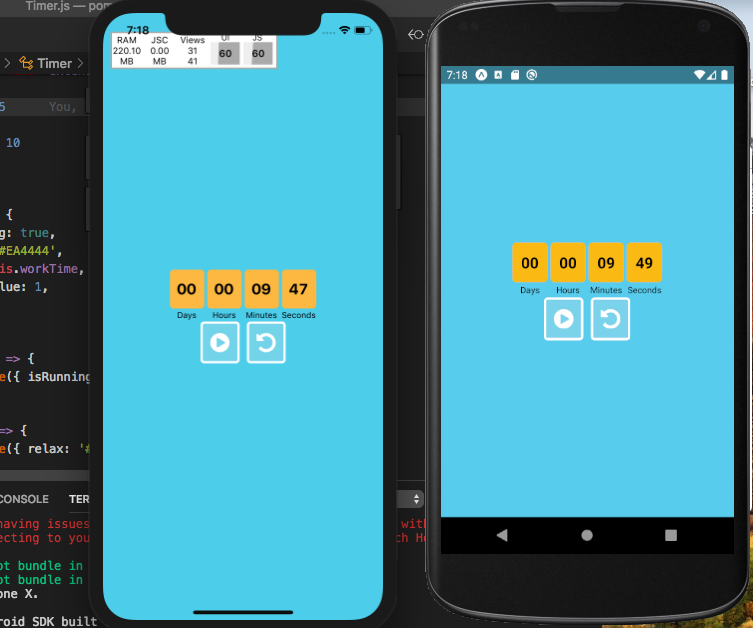 Timer.js — pom
> Timer >
5 You,
10
{
g: true,
#EA4444',
is.workTime,
alue: 1,
=> {
e({ isRunning
=> {
e({ relax: '#
CONSOLE TER
having issues
ecting to you
ot bundle in
ot bundle in
one X.
roid SDK built
with
ch Ho
7:18
RAM JSC Views UI JS
220.10 0.00 31 60 60
MB MB 41
00 00 09 47
Days Hours Minutes Seconds
7:18
00 00 09 49
Days Hours Minutes Seconds